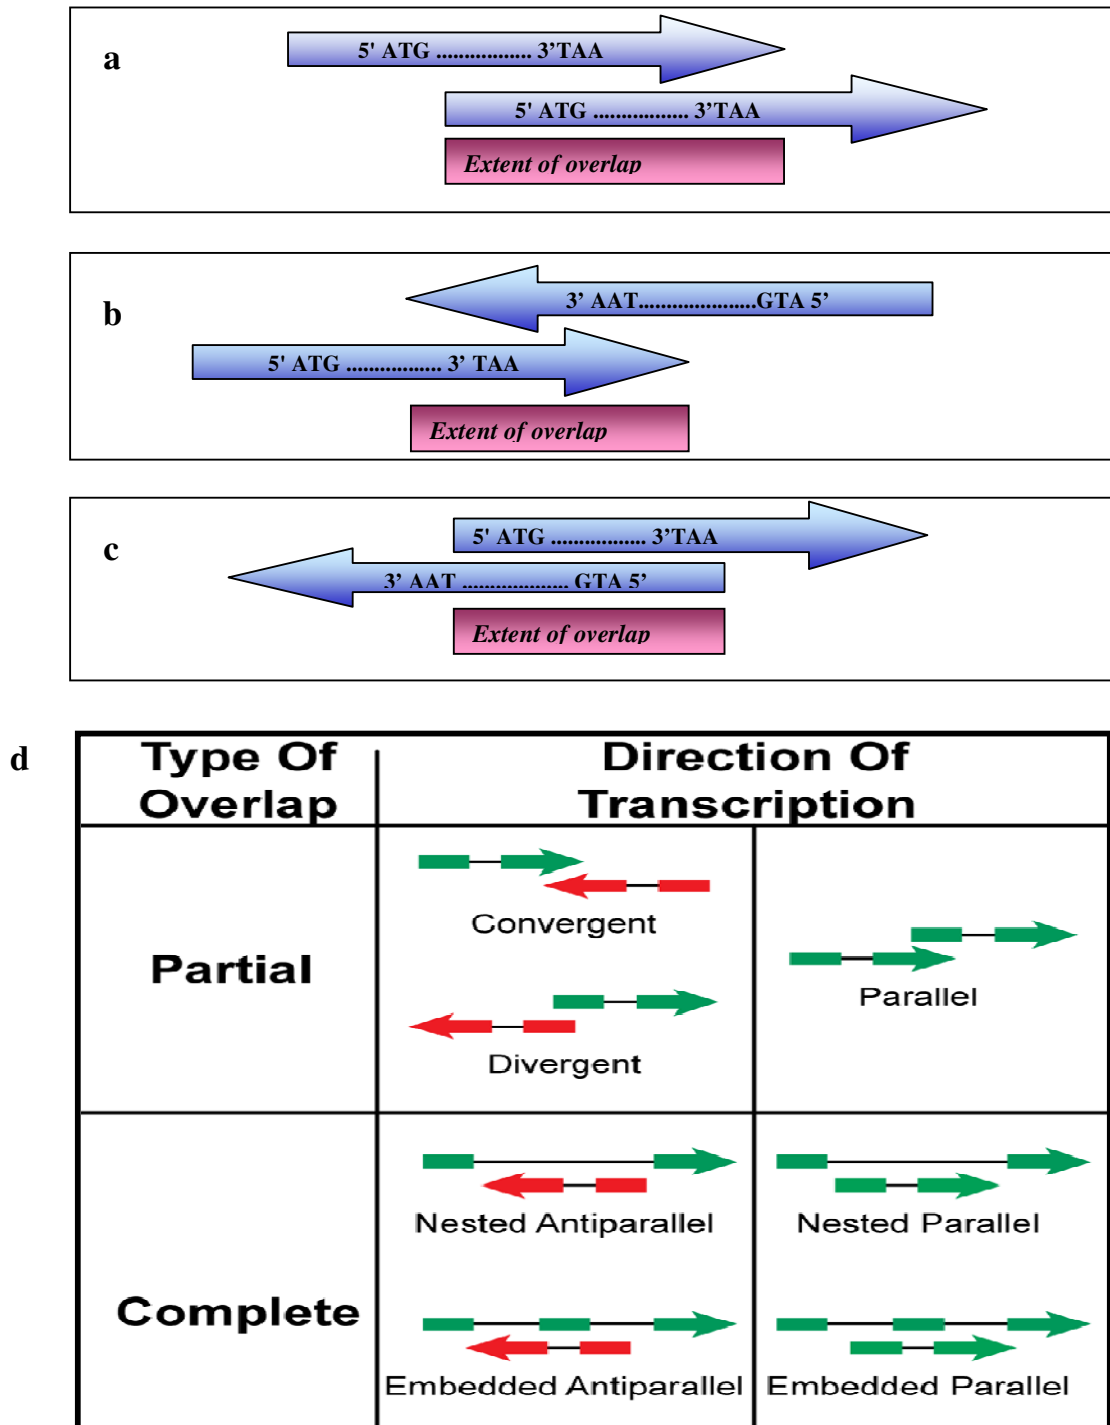 a
5' ATG ................. 3'TAA
5' ATG ................. 3'TAA
Extent of overlap
b
3’ AAT.....................GTA 5’
5' ATG ................. 3’ TAA
Extent of overlap
c
5' ATG ................. 3'TAA
3’ AAT ................... GTA 5’
Extent of overlap
d
Type Of
Overlap
Direction Of
Transcription
Partial
Convergent
Divergent
Parallel
Complete
Nested Antiparallel
Nested Parallel
Embedded Antiparallel
Embedded Parallel